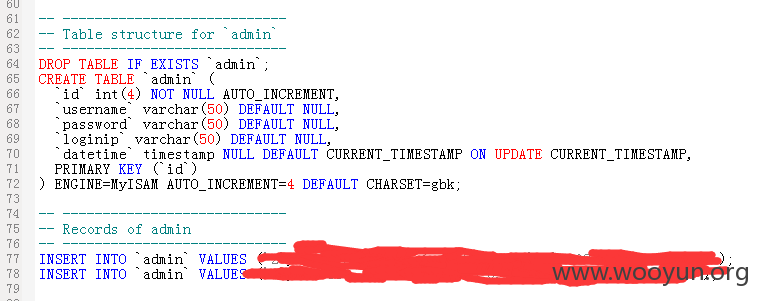 61 -- ----------------------------
62 -- Table structure for `admin`
63 -- ----------------------------
64 DROP TABLE IF EXISTS `admin`;
65 CREATE TABLE `admin` (
66 `id` int(4) NOT NULL AUTO_INCREMENT,
67 `username` varchar(50) DEFAULT NULL,
68 `password` varchar(50) DEFAULT NULL,
69 `loginip` varchar(50) DEFAULT NULL,
70 `datetime` timestamp NULL DEFAULT CURRENT_TIMESTAMP ON UPDATE CURRENT_TIMESTAMP,
71 PRIMARY KEY (`id`)
72 ) ENGINE=MyISAM AUTO_INCREMENT=4 DEFAULT CHARSET=gbk;
73
74 -- ----------------------------
75 -- Records of admin
76 -- ----------------------------
77 INSERT INTO `admin` VALUES ( );
78 INSERT INTO `admin` VALUES
79
www.wooyun.org